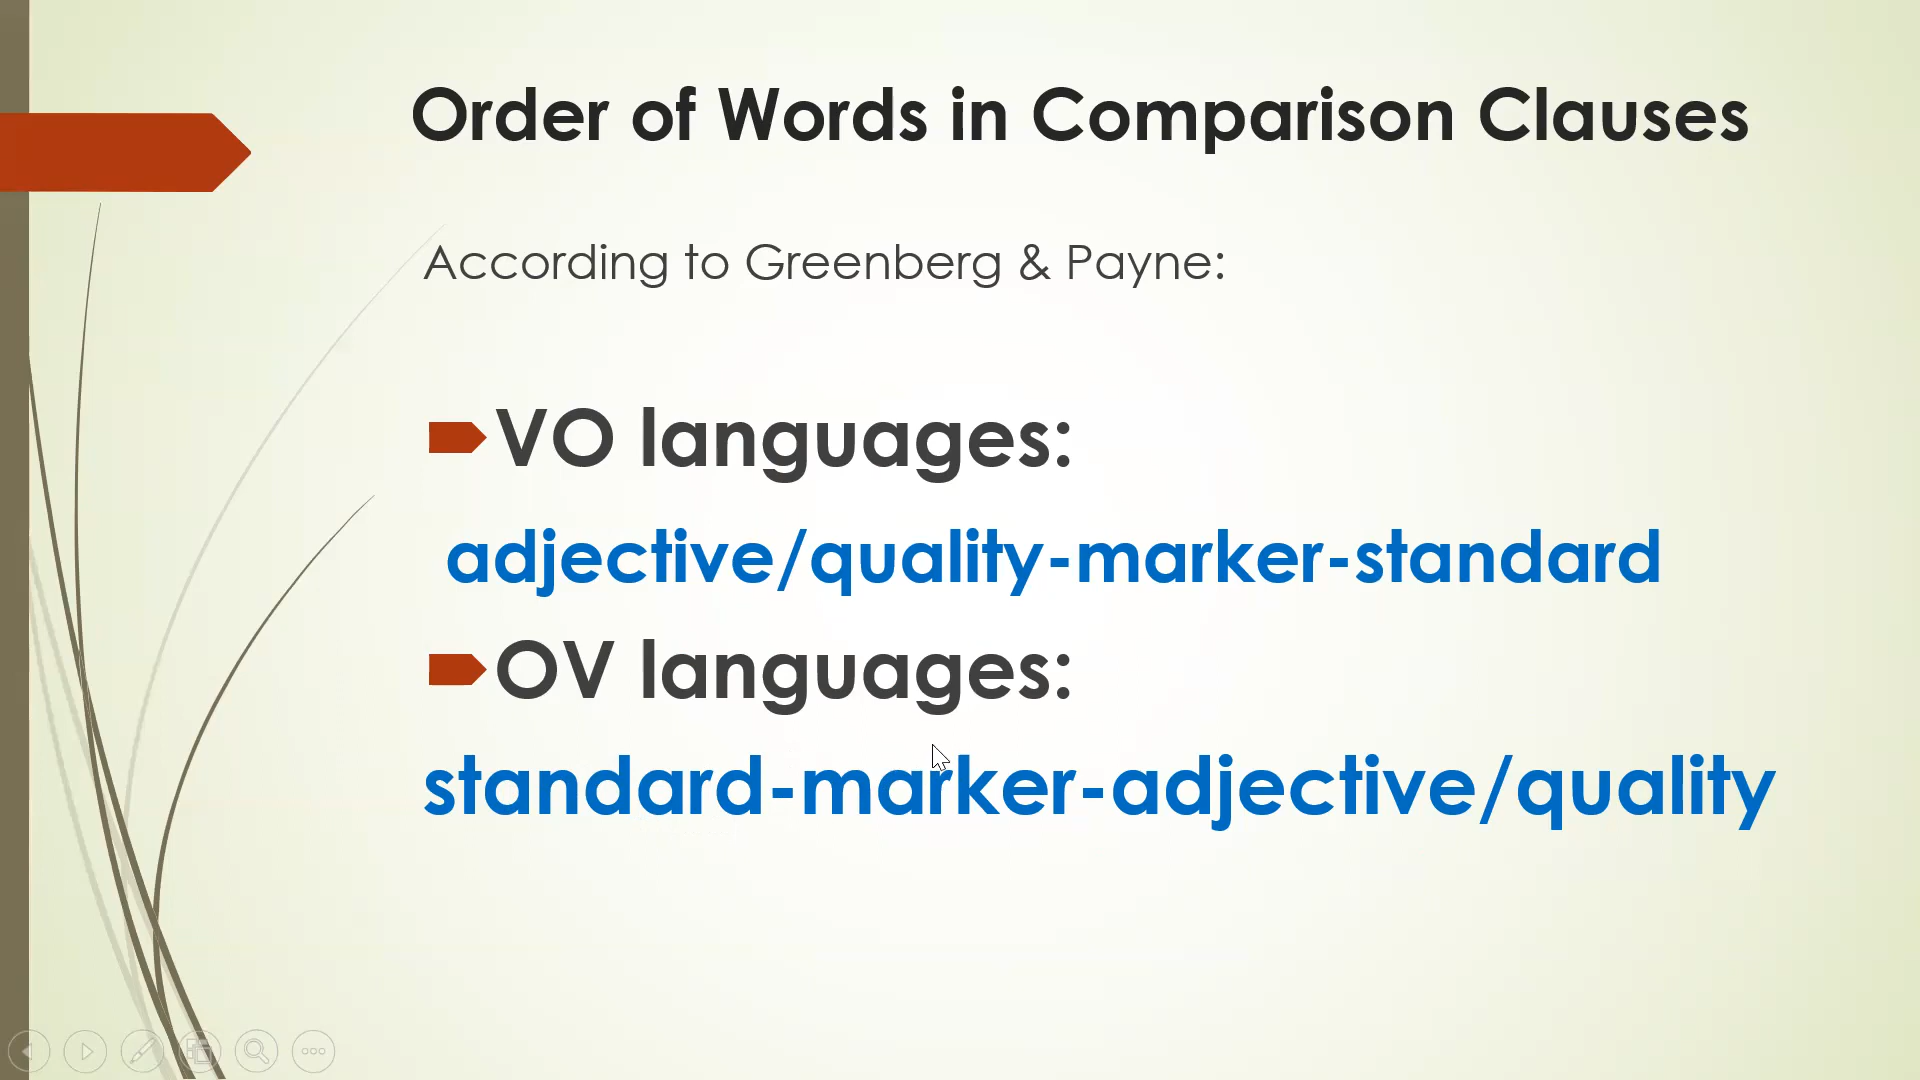 Order of Words in Comparison Clauses
According to Greenberg & Payne:
VO languages:
adjective/quality-marker-standard
OV languages:
standard-marker-adjective/quality